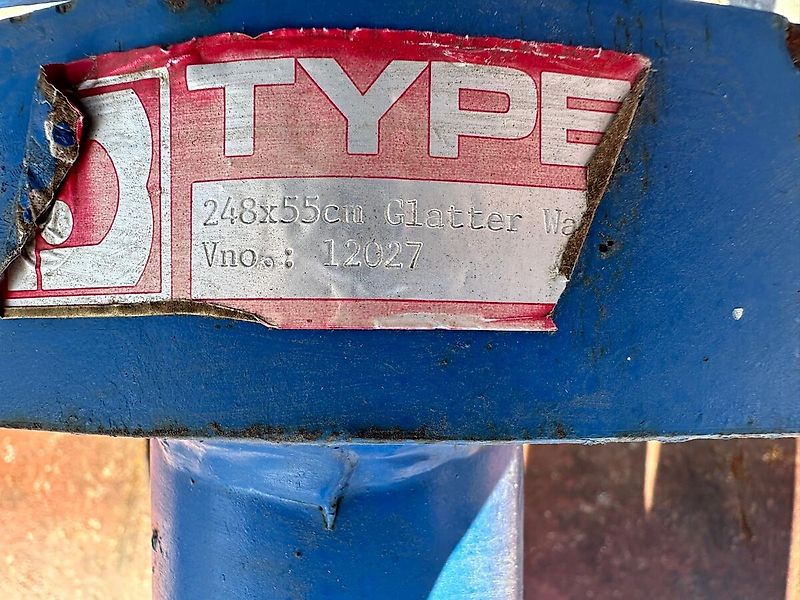 TYPE
248x55cm Glatter Wa
Vno.: 12027